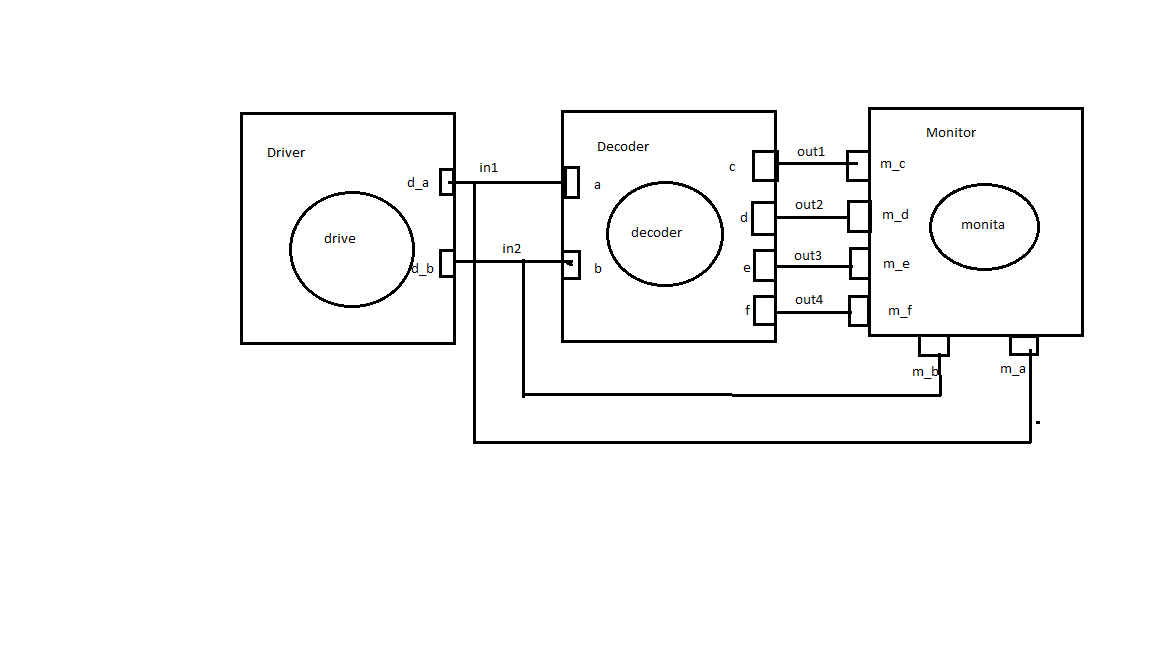 Driver
d_a
drive
d_b
in1
in2
Decoder
a
decoder
b
c
d
e
f
out1
out2
out3
out4
Monitor
m_c
m_d
monita
m_e
m_f
m_b
m_a